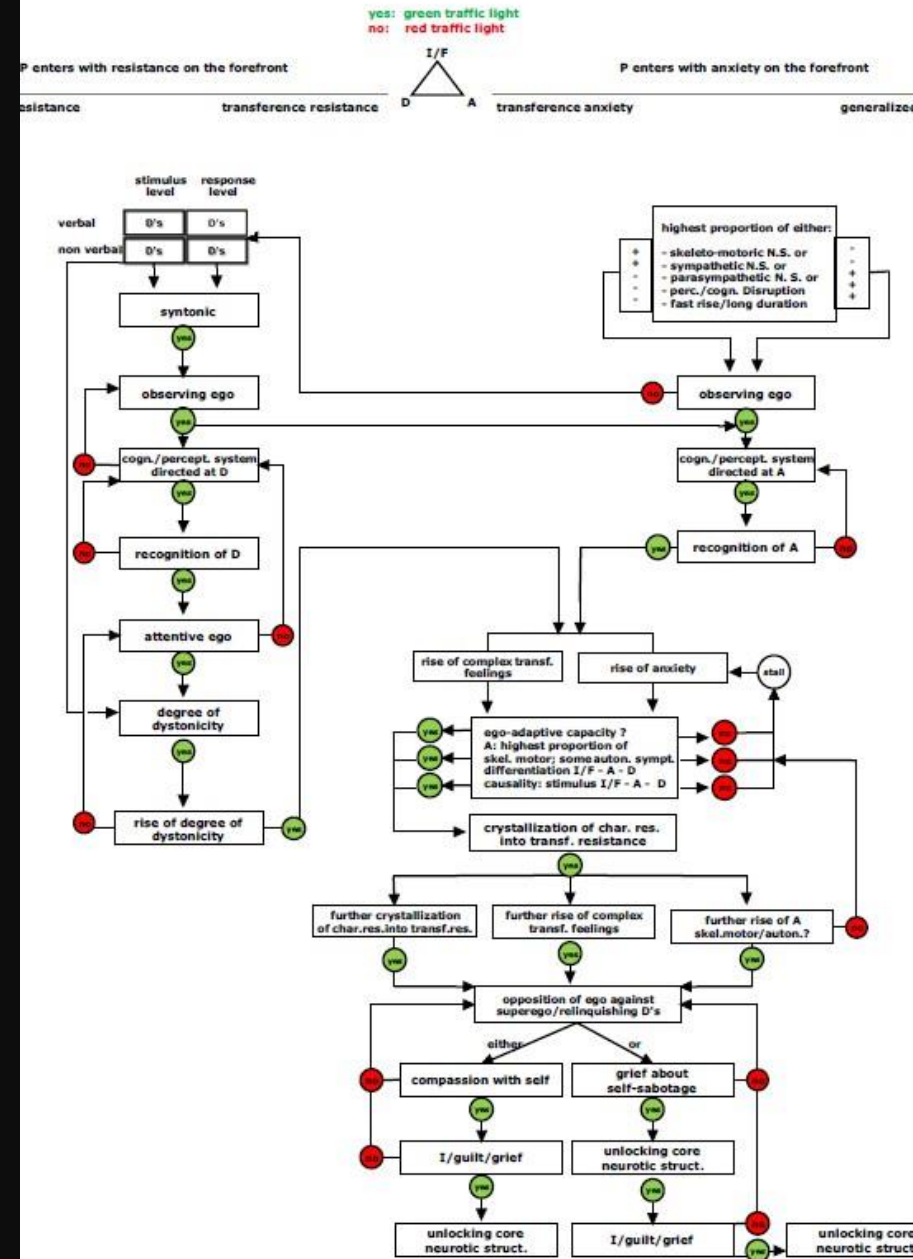 yes: green traffic light
no: red traffic light
I/F
D
A
P enters with resistance on the forefront
P enters with anxiety on the forefront
esistance
transference resistance
transference anxiety
generalized
stimulus level
response level
verbal
D's
D's
non verbal
D's
D's
syntonic
yes
observing ego
yes
no
cogn./percept. system
directed at D
yes
no
recognition of D
yes
attentive ego
no
yes
degree of
dystonicity
yes
no
rise of degree of
dystonicity
yes
highest proportion of either:
- skeleto-motoric N.S. or
- sympathetic N.S. or
- parasympathetic N. S. or
- perc./cogn. Disruption
- fast rise/long duration
+
+
-
-
-
-
-
+
+
+
no
observing ego
yes
cogn./percept. system
directed at A
yes
yes
recognition of A
no
rise of complex transf.
feelings
rise of anxiety
stall
yes
yes
yes
ego-adaptive capacity ?
A: highest proportion of
skel. motor; some auton. sympt.
differentiation I/F - A - D
causality: stimulus I/F - A - D
no
no
no
crystallization of char. res.
into transf. resistance
yes
further crystallization
of char.res.into transf.res.
further rise of complex
transf. feelings
further rise of A
skel.motor/auton.?
no
yes
yes
yes
opposition of ego against
superego/relinquishing D's
either
or
no
compassion with self
grief about
self-sabotage
no
yes
yes
no
I/guilt/grief
unlocking core
neurotic struct.
yes
yes
unlocking core
neurotic struct.
I/guilt/grief
no
yes
unlocking core
neurotic struct.